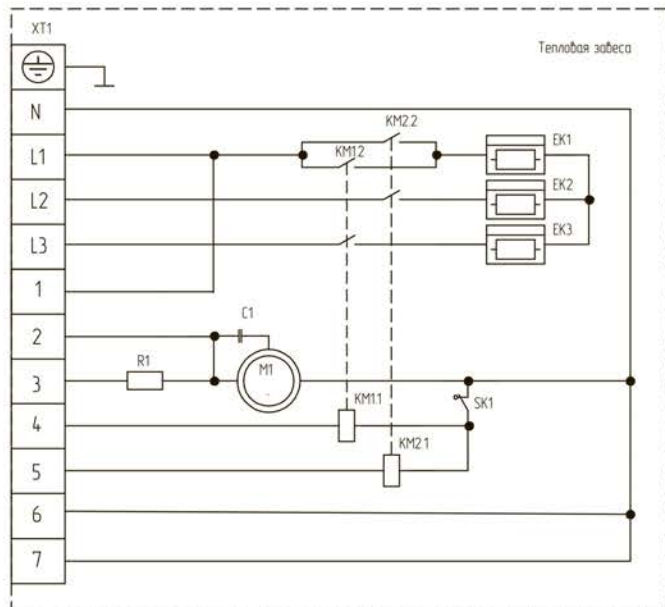 XT1
Тепловая завеса
N
KM2.2
L1
KM1.2
EK1
L2
EK2
L3
EK3
1
2
C1
3
R1
M1
4
KM1.1
SK1
5
KM2.1
6
7